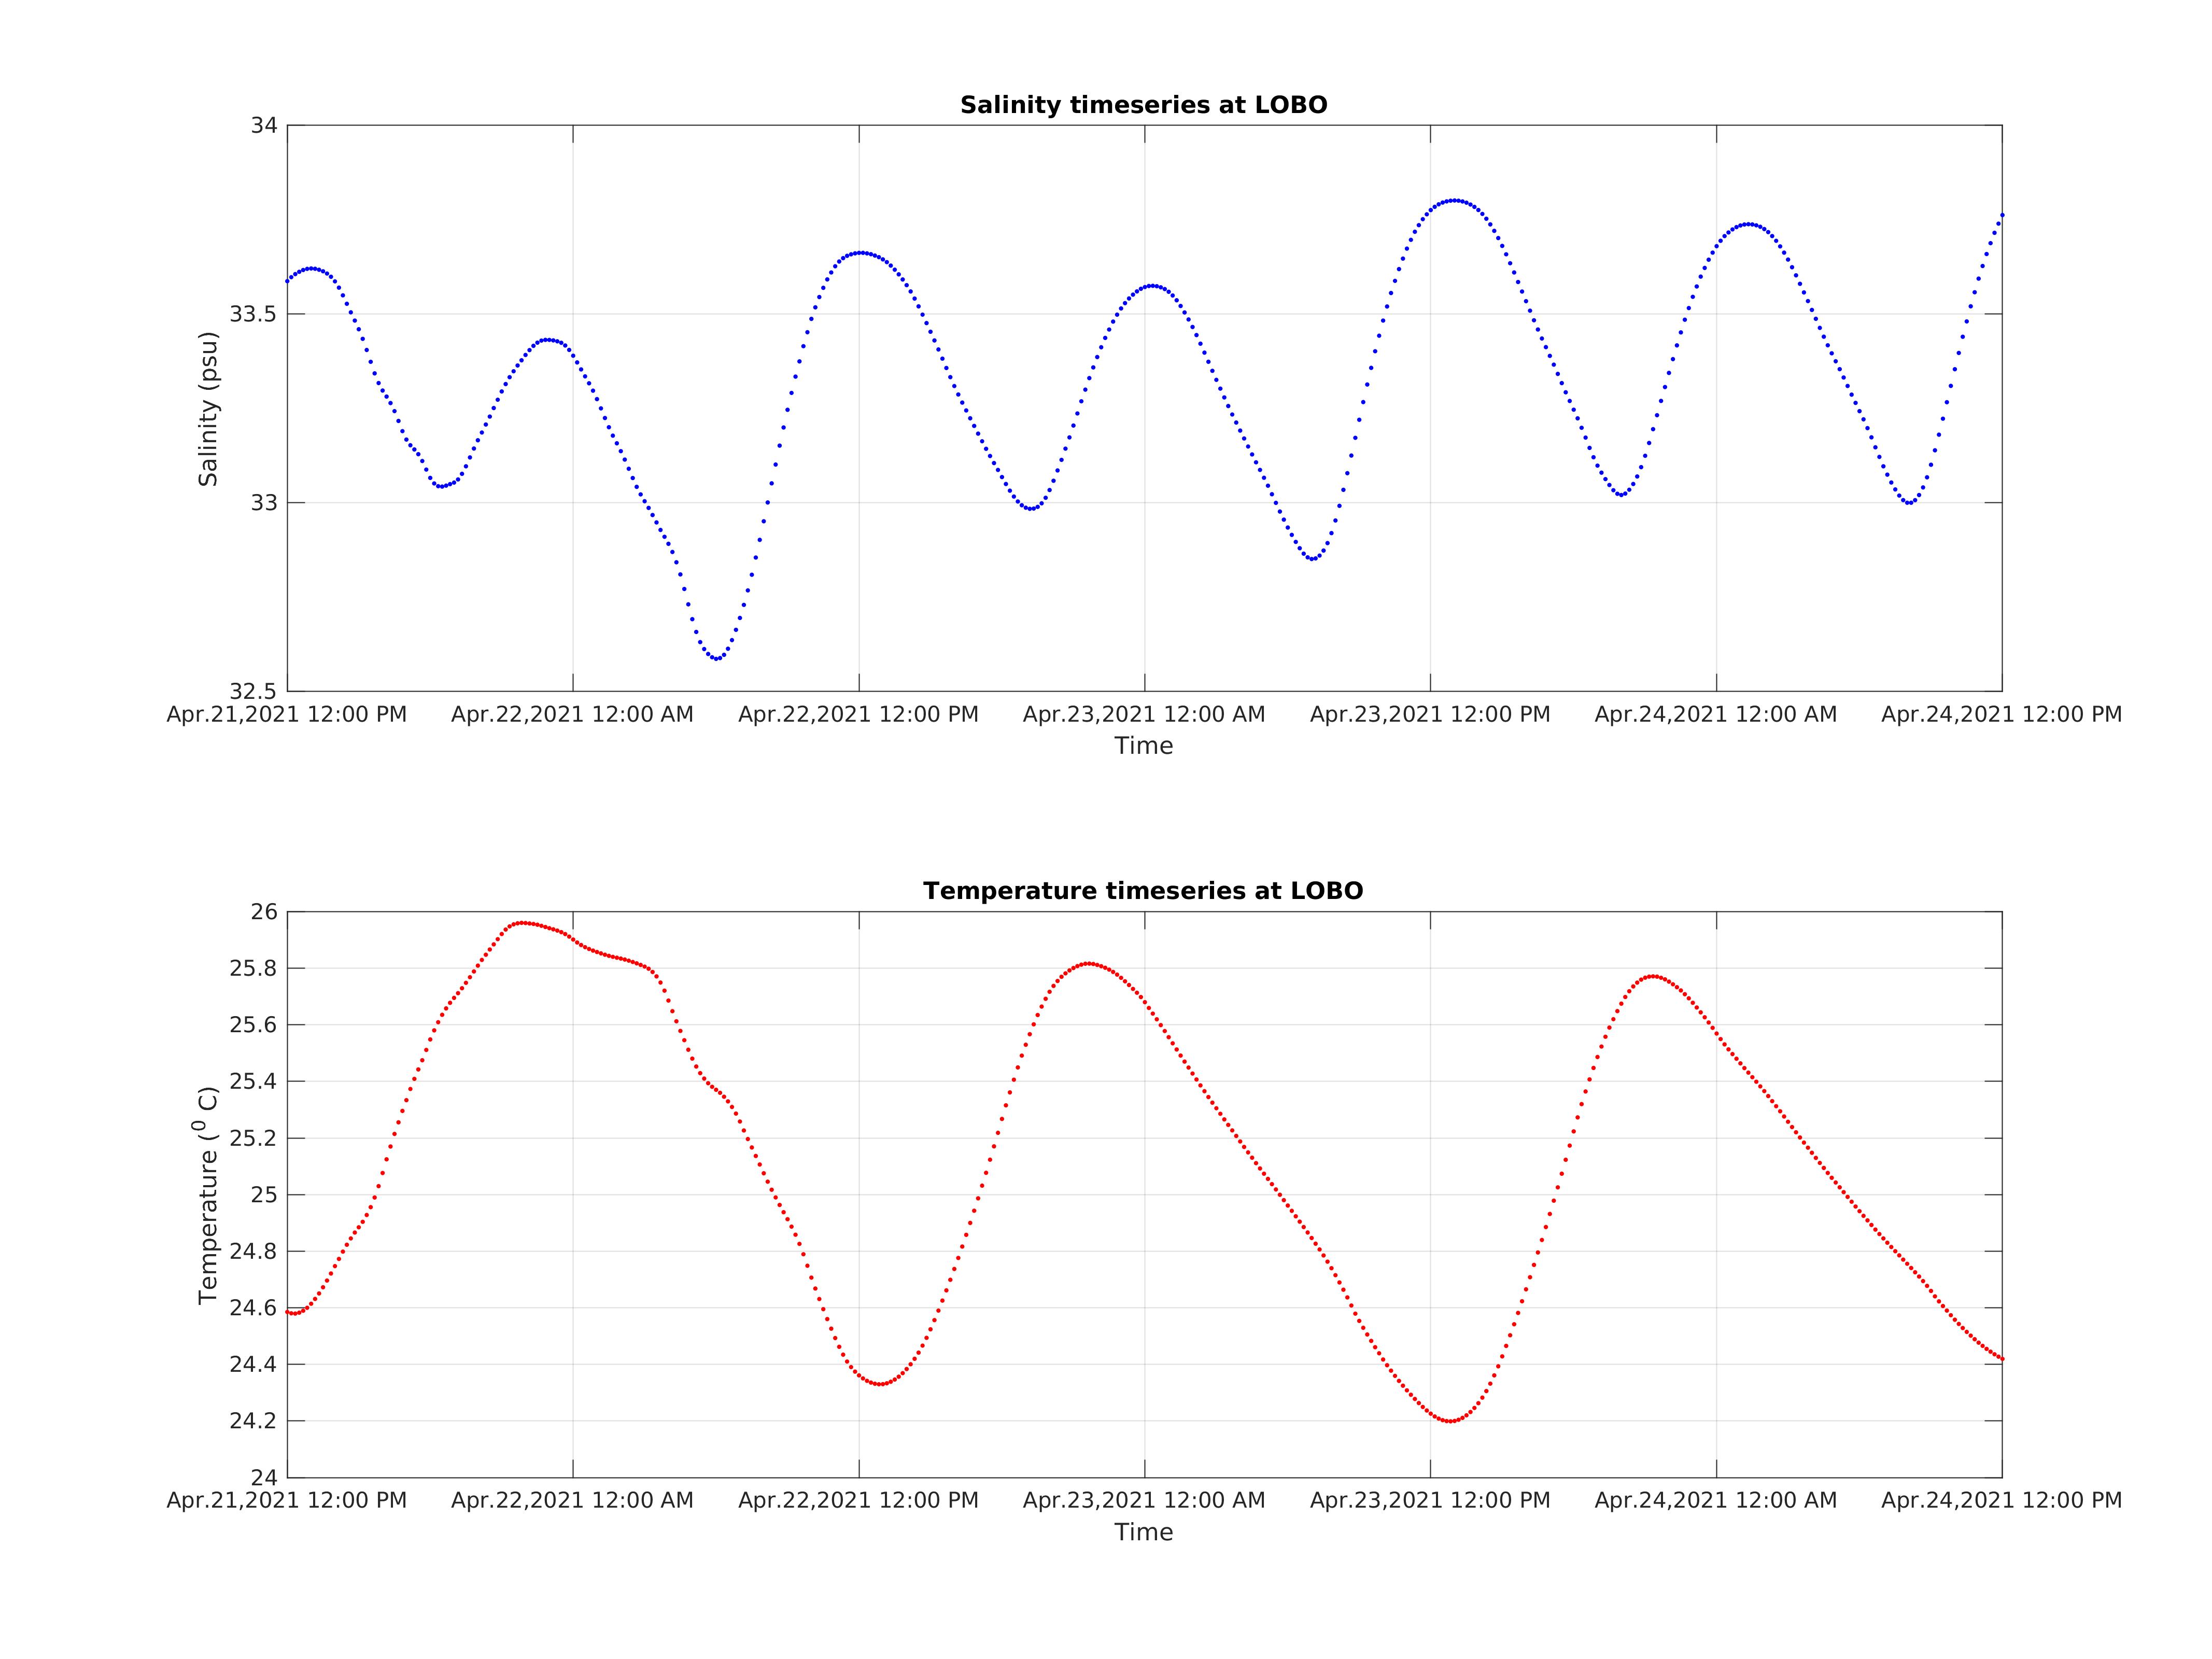 Salinity timeseries at LOBO
34
33.5
33
32.5
Salinity (psu)
Apr.21,2021 12:00 PM Apr.22,2021 12:00 AM Apr.22,2021 12:00 PM Apr.23,2021 12:00 AM Apr.23,2021 12:00 PM Apr.24,2021 12:00 AM Apr.24,2021 12:00 PM
Time
Temperature timeseries at LOBO
26
25.8
25.6
25.4
25.2
25
24.8
24.6
24.4
24.2
24
Temperature (⁰ C)
Apr.21,2021 12:00 PM Apr.22,2021 12:00 AM Apr.22,2021 12:00 PM Apr.23,2021 12:00 AM Apr.23,2021 12:00 PM Apr.24,2021 12:00 AM Apr.24,2021 12:00 PM
Time